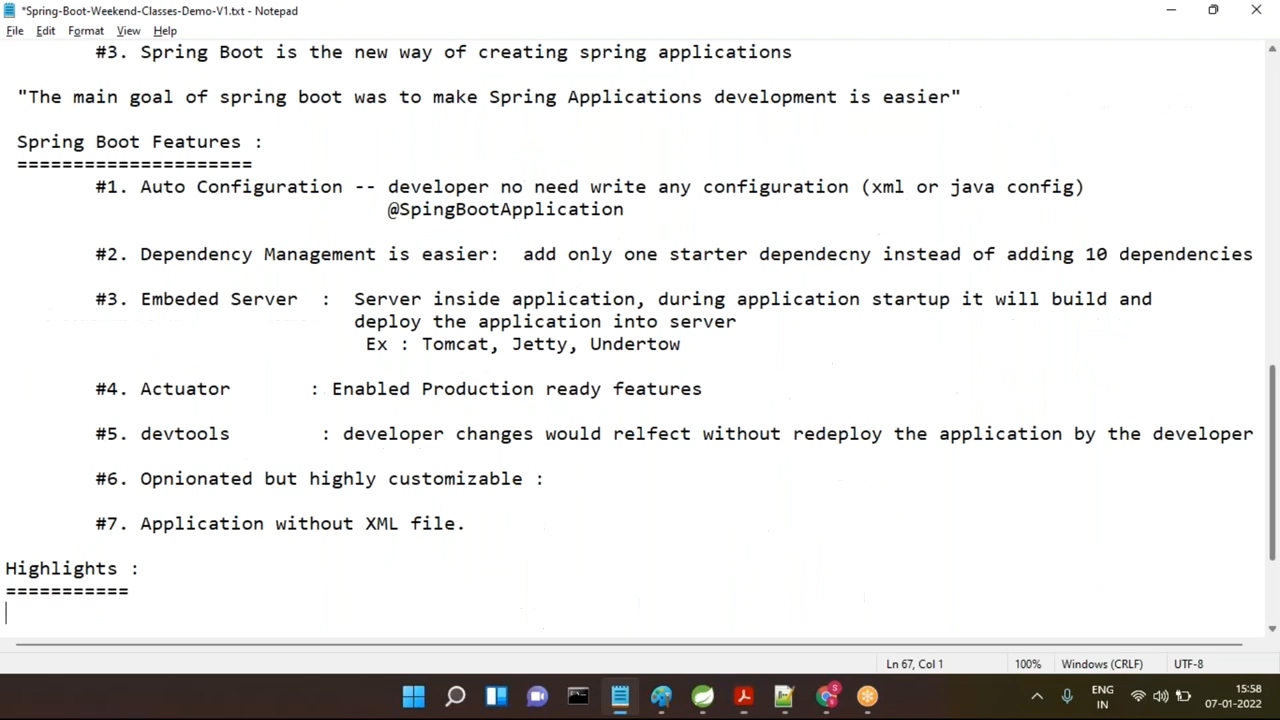 *Spring-Boot-Weekend-Classes-Demo-V1.txt - Notepad
File Edit Format View Help
#3. Spring Boot is the new way of creating spring applications
"The main goal of spring boot was to make Spring Applications development is easier"
Spring Boot Features :
=====================
#1. Auto Configuration -- developer no need write any configuration (xml or java config)
@SpingBootApplication
#2. Dependency Management is easier: add only one starter dependecny instead of adding 10 dependencies
#3. Embeded Server : Server inside application, during application startup it will build and
deploy the application into server
Ex : Tomcat, Jetty, Undertow
#4. Actuator : Enabled Production ready features
#5. devtools : developer changes would relfect without redeploy the application by the developer
#6. Opnionated but highly customizable :
#7. Application without XML file.
Highlights :
===========
Ln 67, Col 1 100% Windows (CRLF) UTF-8
S
ENG
IN
15:58
07-01-2022